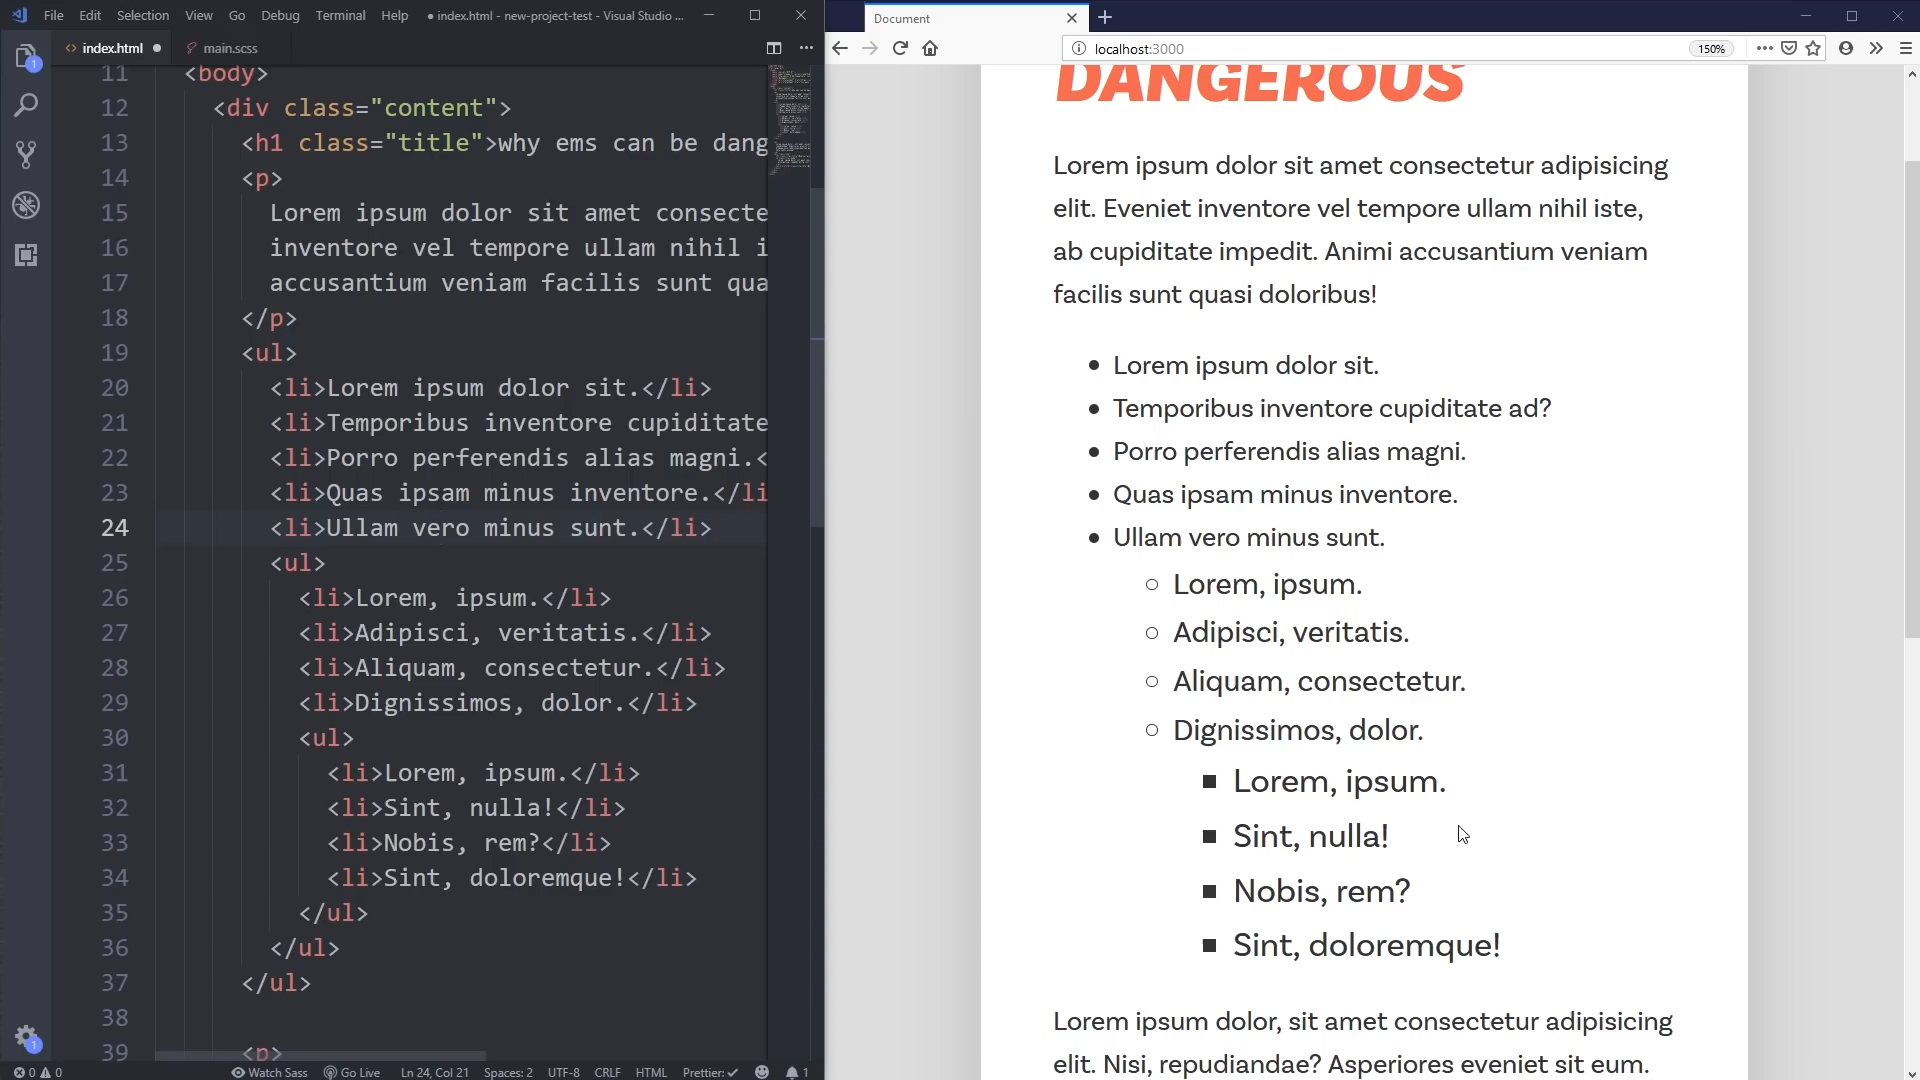 File Edit Selection View Go Debug Terminal Help ● index.html - new-project-test - Visual Studio ...
index.html ● main.scss
11 <body>
12 <div class="content">
13 <h1 class="title">why ems can be dang
14 <p>
15 Lorem ipsum dolor sit amet consecte
16 inventore vel tempore ullam nihil i
17 accusantium veniam facilis sunt qua
18 </p>
19 <ul>
20 <li>Lorem ipsum dolor sit.</li>
21 <li>Temporibus inventore cupiditate
22 <li>Porro perferendis alias magni.<
23 <li>Quas ipsam minus inventore.</li
24 <li>Ullam vero minus sunt.</li>
25 <ul>
26 <li>Lorem, ipsum.</li>
27 <li>Adipisci, veritatis.</li>
28 <li>Aliquam, consectetur.</li>
29 <li>Dignissimos, dolor.</li>
30 <ul>
31 <li>Lorem, ipsum.</li>
32 <li>Sint, nulla!</li>
33 <li>Nobis, rem?</li>
34 <li>Sint, doloremque!</li>
35 </ul>
36 </ul>
37 </ul>
38
39 <p>
1
1
0 0 Watch Sass Go Live Ln 24, Col 21 Spaces: 2 UTF-8 CRLF HTML Prettier: ✓ 1
Document
localhost:3000 150%
DANGEROUS
Lorem ipsum dolor sit amet consectetur adipisicing
elit. Eveniet inventore vel tempore ullam nihil iste,
ab cupiditate impedit. Animi accusantium veniam
facilis sunt quasi doloribus!
Lorem ipsum dolor sit.
Temporibus inventore cupiditate ad?
Porro perferendis alias magni.
Quas ipsam minus inventore.
Ullam vero minus sunt.
Lorem, ipsum.
Adipisci, veritatis.
Aliquam, consectetur.
Dignissimos, dolor.
Lorem, ipsum.
Sint, nulla!
Nobis, rem?
Sint, doloremque!
Lorem ipsum dolor, sit amet consectetur adipisicing
elit. Nisi, repudiandae? Asperiores eveniet sit eum.